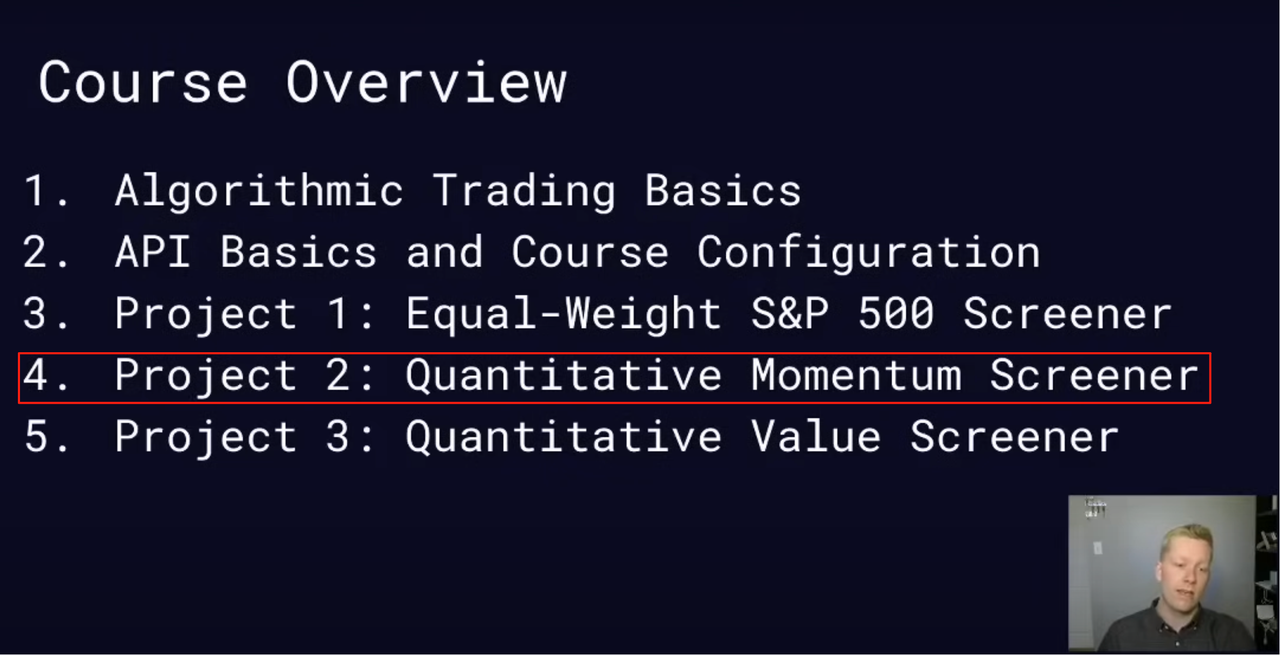 Course Overview
1. Algorithmic Trading Basics
2. API Basics and Course Configuration
3. Project 1: Equal-Weight S&P 500 Screener
4. Project 2: Quantitative Momentum Screener
5. Project 3: Quantitative Value Screener